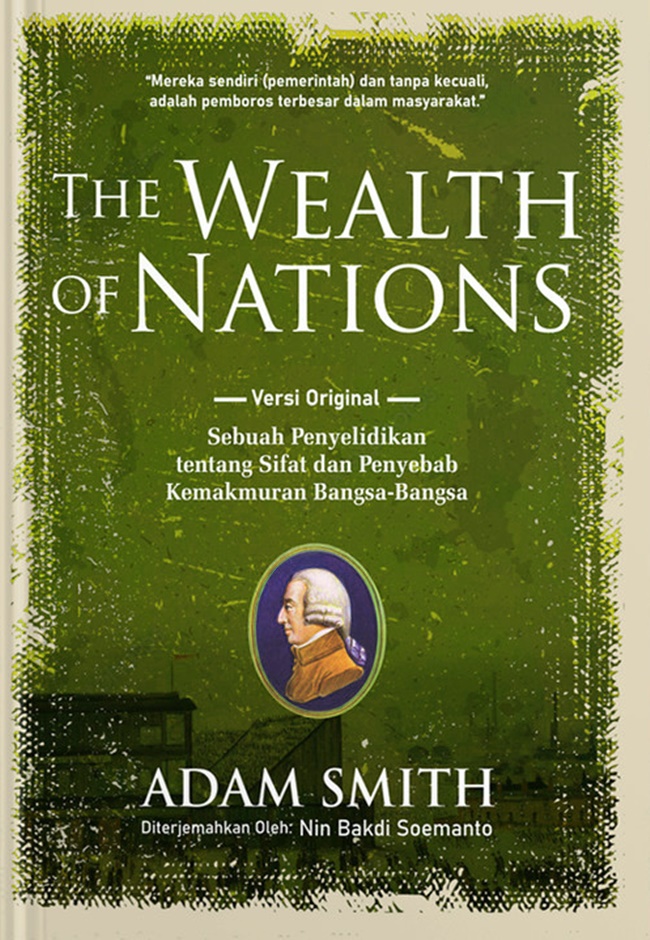 “Mereka sendiri (pemerintah) dan tanpa kecuali,
adalah pemboros terbesar dalam masyarakat.”
THE WEALTH
OF NATIONS
Versi Original
Sebuah Penyelidikan
tentang Sifat dan Penyebab
Kemakmuran Bangsa-Bangsa
ADAM SMITH
Diterjemahkan Oleh: Nin Bakdi Soemanto